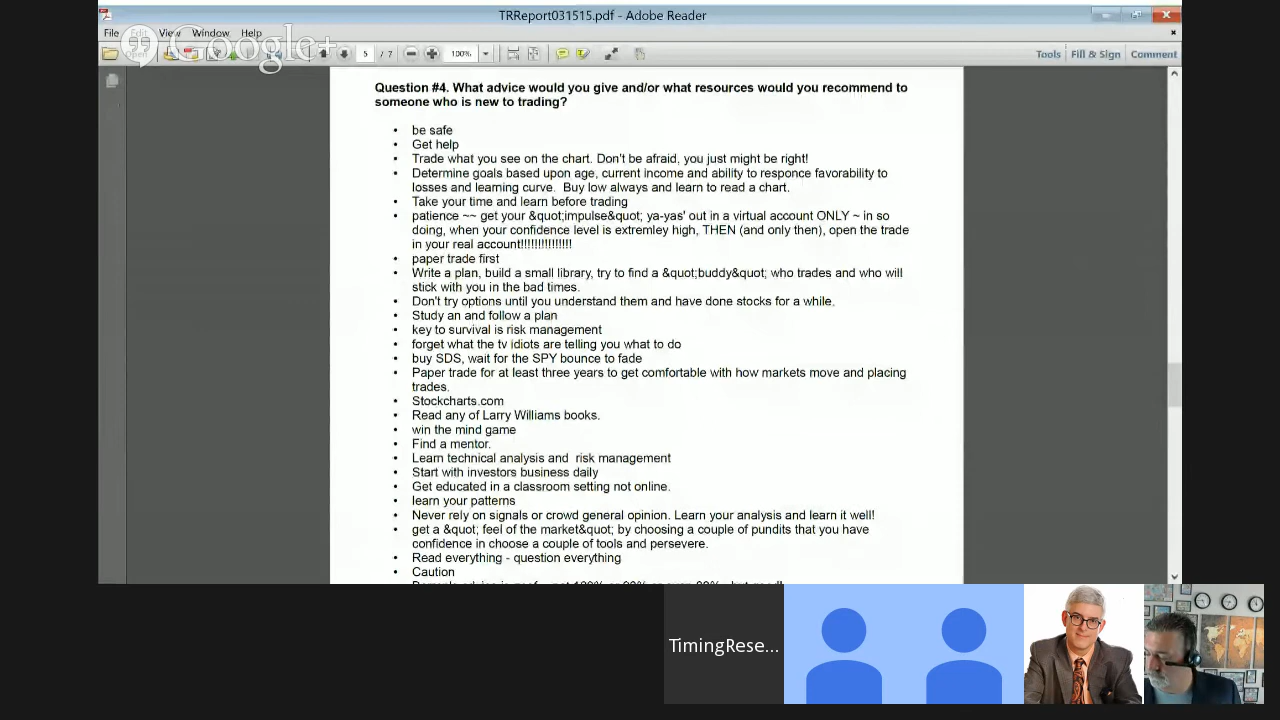 TRReport031515.pdf - Adobe Reader
File Edit View Window Help
Google+
5 / 7 100% Tools Fill & Sign Comment
Question #4. What advice would you give and/or what resources would you recommend to
someone who is new to trading?
• be safe
• Get help
• Trade what you see on the chart. Don't be afraid, you just might be right!
• Determine goals based upon age, current income and ability to responce favorability to
losses and learning curve. Buy low always and learn to read a chart.
• Take your time and learn before trading
• patience ~~ get your &quot;impulse&quot; ya-yas' out in a virtual account ONLY ~ in so
doing, when your confidence level is extremley high, THEN (and only then), open the trade
in your real account!!!!!!!!!!!!!!!
• paper trade first
• Write a plan, build a small library, try to find a &quot;buddy&quot; who trades and who will
stick with you in the bad times.
• Don't try options until you understand them and have done stocks for a while.
• Study an and follow a plan
• key to survival is risk management
• forget what the tv idiots are telling you what to do
• buy SDS, wait for the SPY bounce to fade
• Paper trade for at least three years to get comfortable with how markets move and placing
trades.
• Stockcharts.com
• Read any of Larry Williams books.
• win the mind game
• Find a mentor.
• Learn technical analysis and risk management
• Start with investors business daily
• Get educated in a classroom setting not online.
• learn your patterns
• Never rely on signals or crowd general opinion. Learn your analysis and learn it well!
• get a &quot; feel of the market&quot; by choosing a couple of pundits that you have
confidence in choose a couple of tools and persevere.
• Read everything - question everything
• Caution
TimingRese...